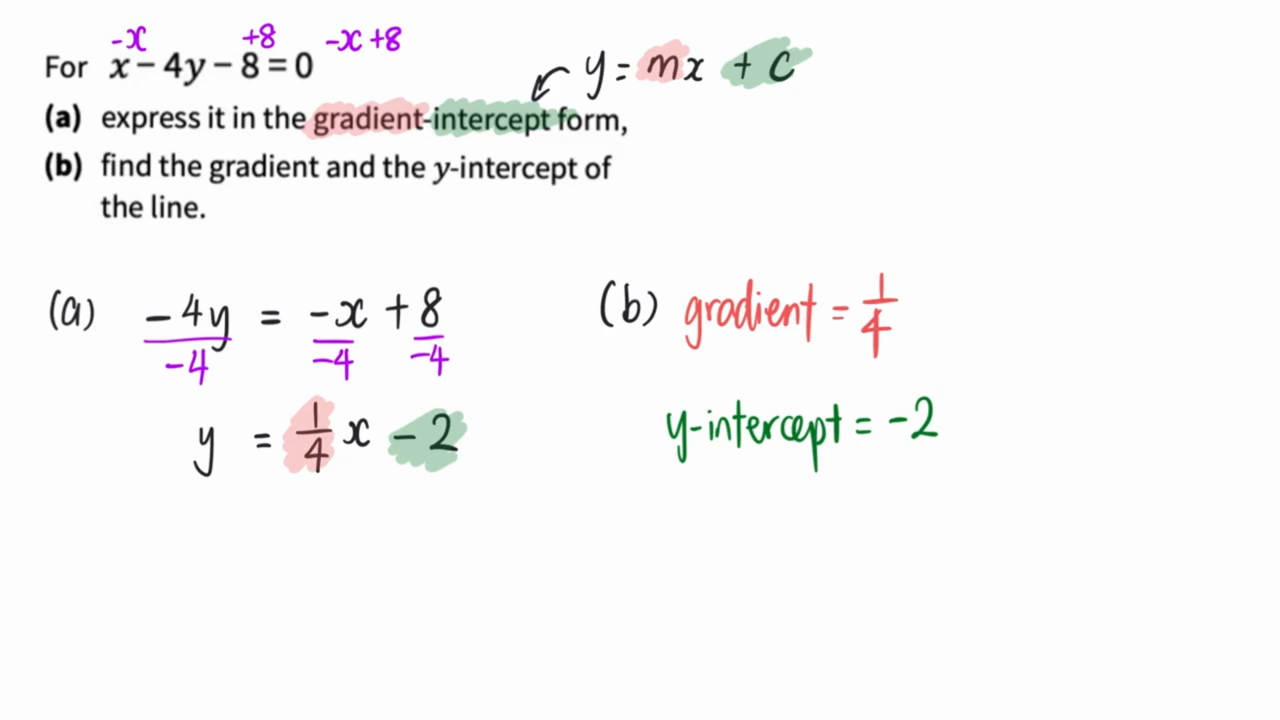 -x +8 -x +8
For x − 4y − 8 = 0
y = mx + c
(a) express it in the gradient-intercept form,
(b) find the gradient and the y-intercept of
the line.
(a) -4y/-4 = -x/-4 + 8/-4
y = 1/4 x - 2
(b) gradient = 1/4
y-intercept = -2